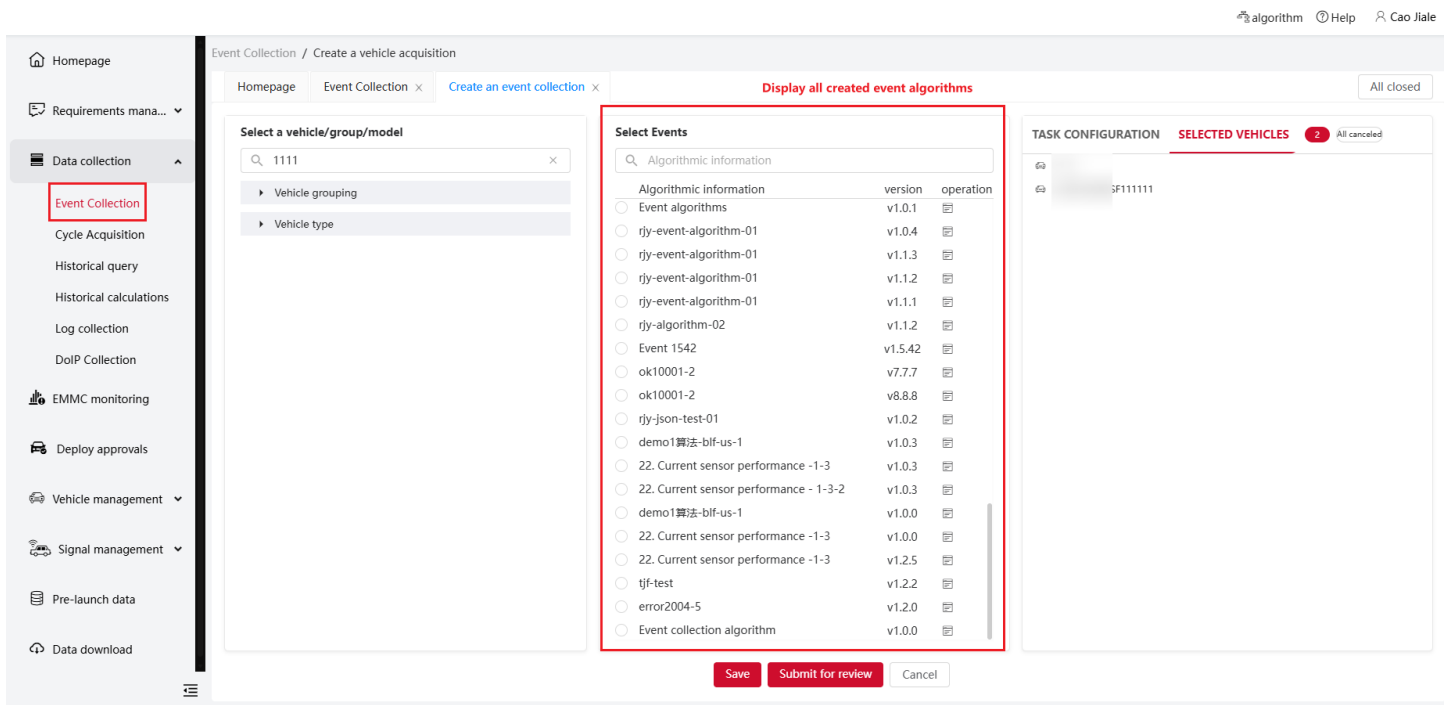 algorithm Help Cao Jiale
Homepage
Requirements mana...
Data collection
Event Collection
Cycle Acquisition
Historical query
Historical calculations
Log collection
DoIP Collection
EMMC monitoring
Deploy approvals
Vehicle management
Signal management
Pre-launch data
Data download
Event Collection / Create a vehicle acquisition
Homepage Event Collection × Create an event collection ×
Display all created event algorithms
All closed
Select a vehicle/group/model
1111 ×
Vehicle grouping
Vehicle type
Select Events
Algorithmic information
Algorithmic information version operation
Event algorithms v1.0.1
rjy-event-algorithm-01 v1.0.4
rjy-event-algorithm-01 v1.1.3
rjy-event-algorithm-01 v1.1.2
rjy-event-algorithm-01 v1.1.1
rjy-algorithm-02 v1.1.2
Event 1542 v1.5.42
ok10001-2 v7.7.7
ok10001-2 v8.8.8
rjy-json-test-01 v1.0.2
demo1算法-blf-us-1 v1.0.3
22. Current sensor performance -1-3 v1.0.3
22. Current sensor performance - 1-3-2 v1.0.3
demo1算法-blf-us-1 v1.0.0
22. Current sensor performance -1-3 v1.0.0
22. Current sensor performance -1-3 v1.2.5
tjf-test v1.2.2
error2004-5 v1.2.0
Event collection algorithm v1.0.0
TASK CONFIGURATION SELECTED VEHICLES 2 All canceled
SF111111
Save Submit for review Cancel